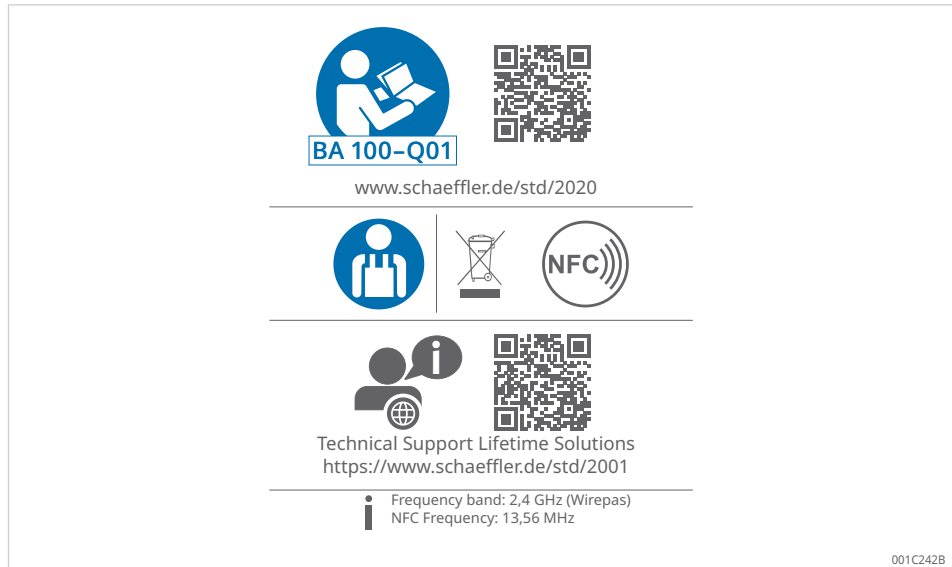 BA 100–Q01
www.schaeffler.de/std/2020
NFC
i
Technical Support Lifetime Solutions
https://www.schaeffler.de/std/2001
i Frequency band: 2,4 GHz (Wirepas)
NFC Frequency: 13,56 MHz
001C242B